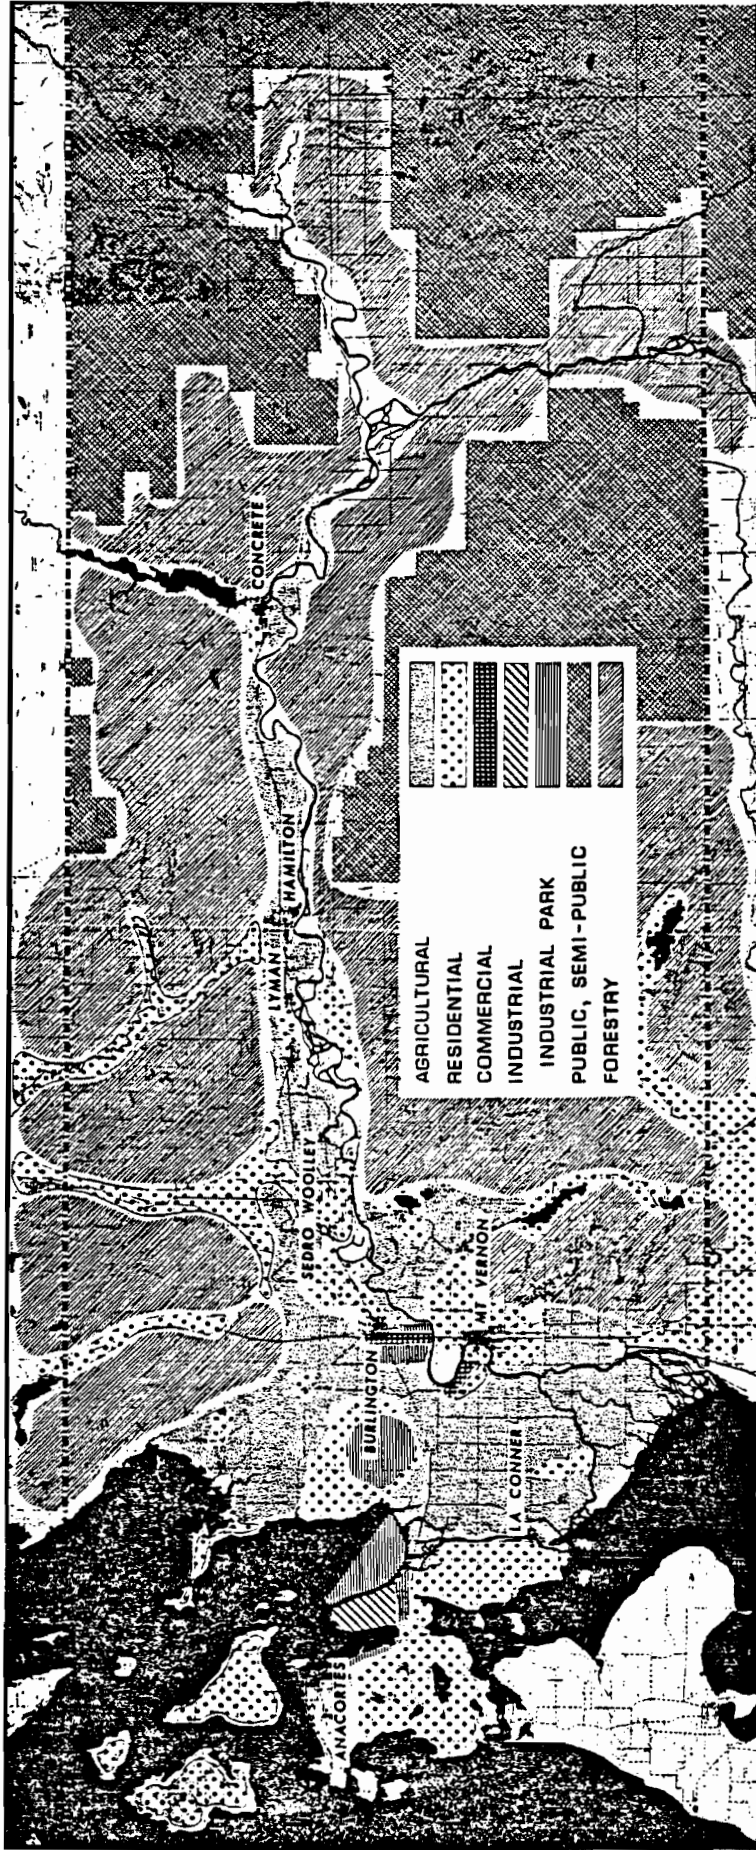 CONCRETE
HAMILTON
LYMAN
SEDRO WOOLLEY
MT VERNON
BURLINGTON
LA CONNER
ANACORTES
AGRICULTURAL
RESIDENTIAL
COMMERCIAL
INDUSTRIAL
INDUSTRIAL PARK
PUBLIC, SEMI-PUBLIC
FORESTRY